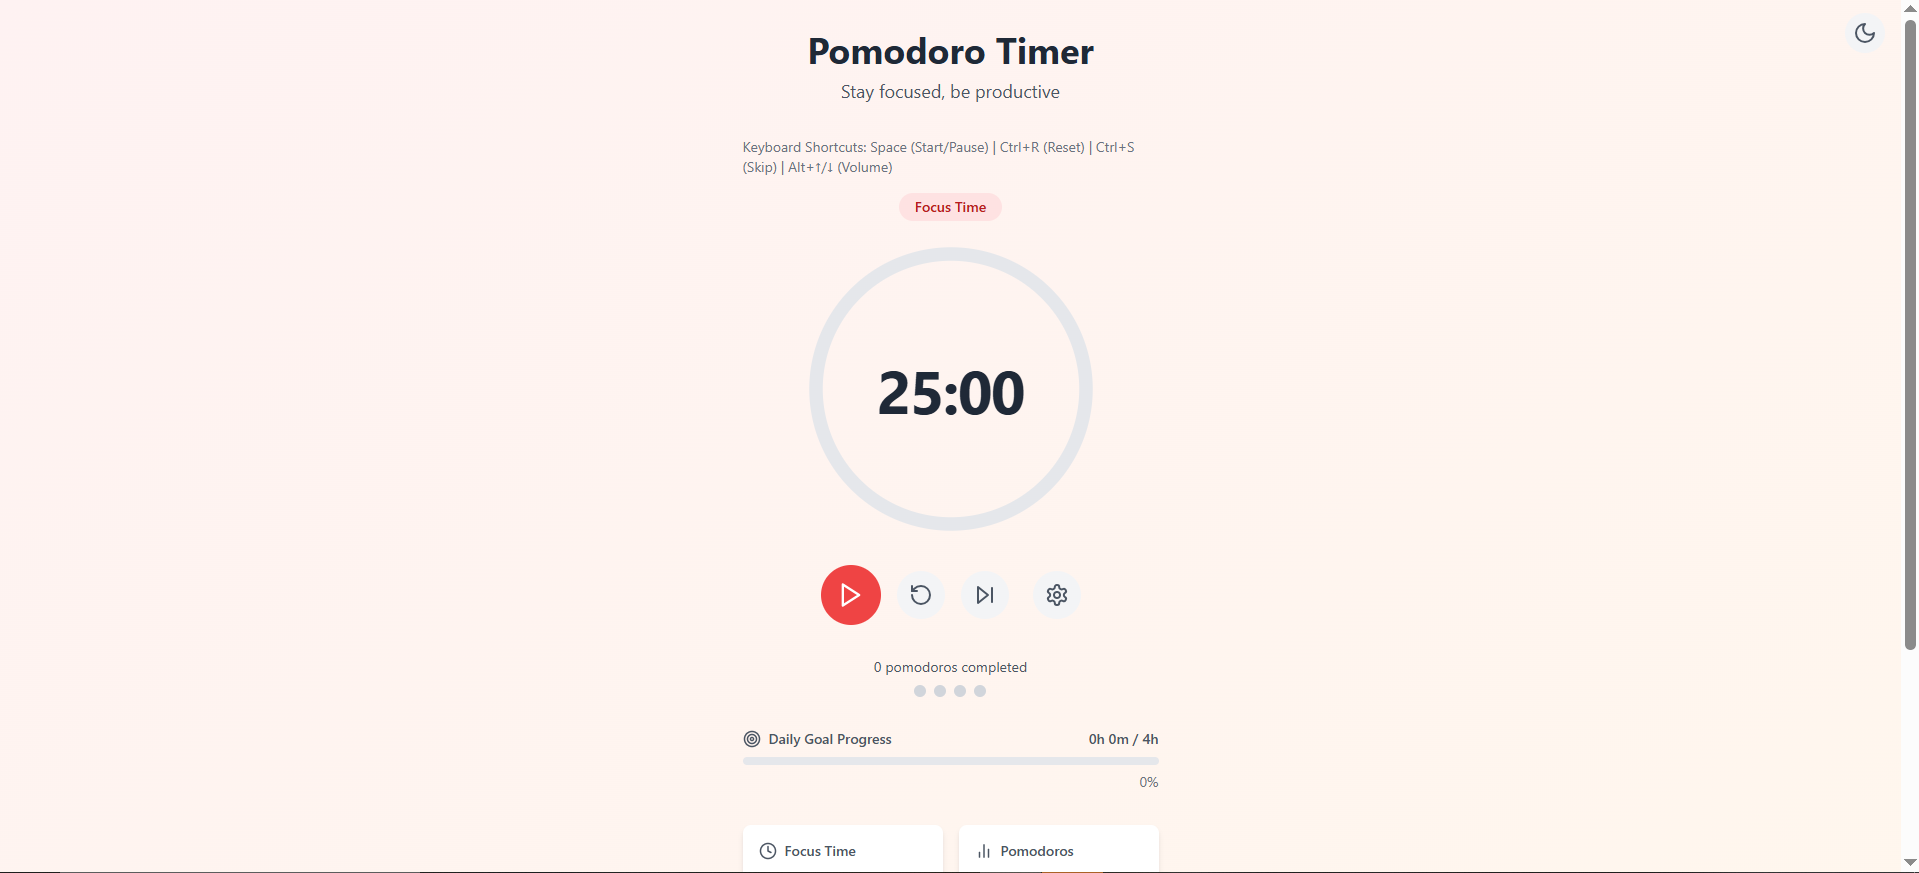 Pomodoro Timer
Stay focused, be productive
Keyboard Shortcuts: Space (Start/Pause) | Ctrl+R (Reset) | Ctrl+S
(Skip) | Alt+↑/↓ (Volume)
Focus Time
25:00
0 pomodoros completed
Daily Goal Progress 0h 0m / 4h
0%
Focus Time
Pomodoros